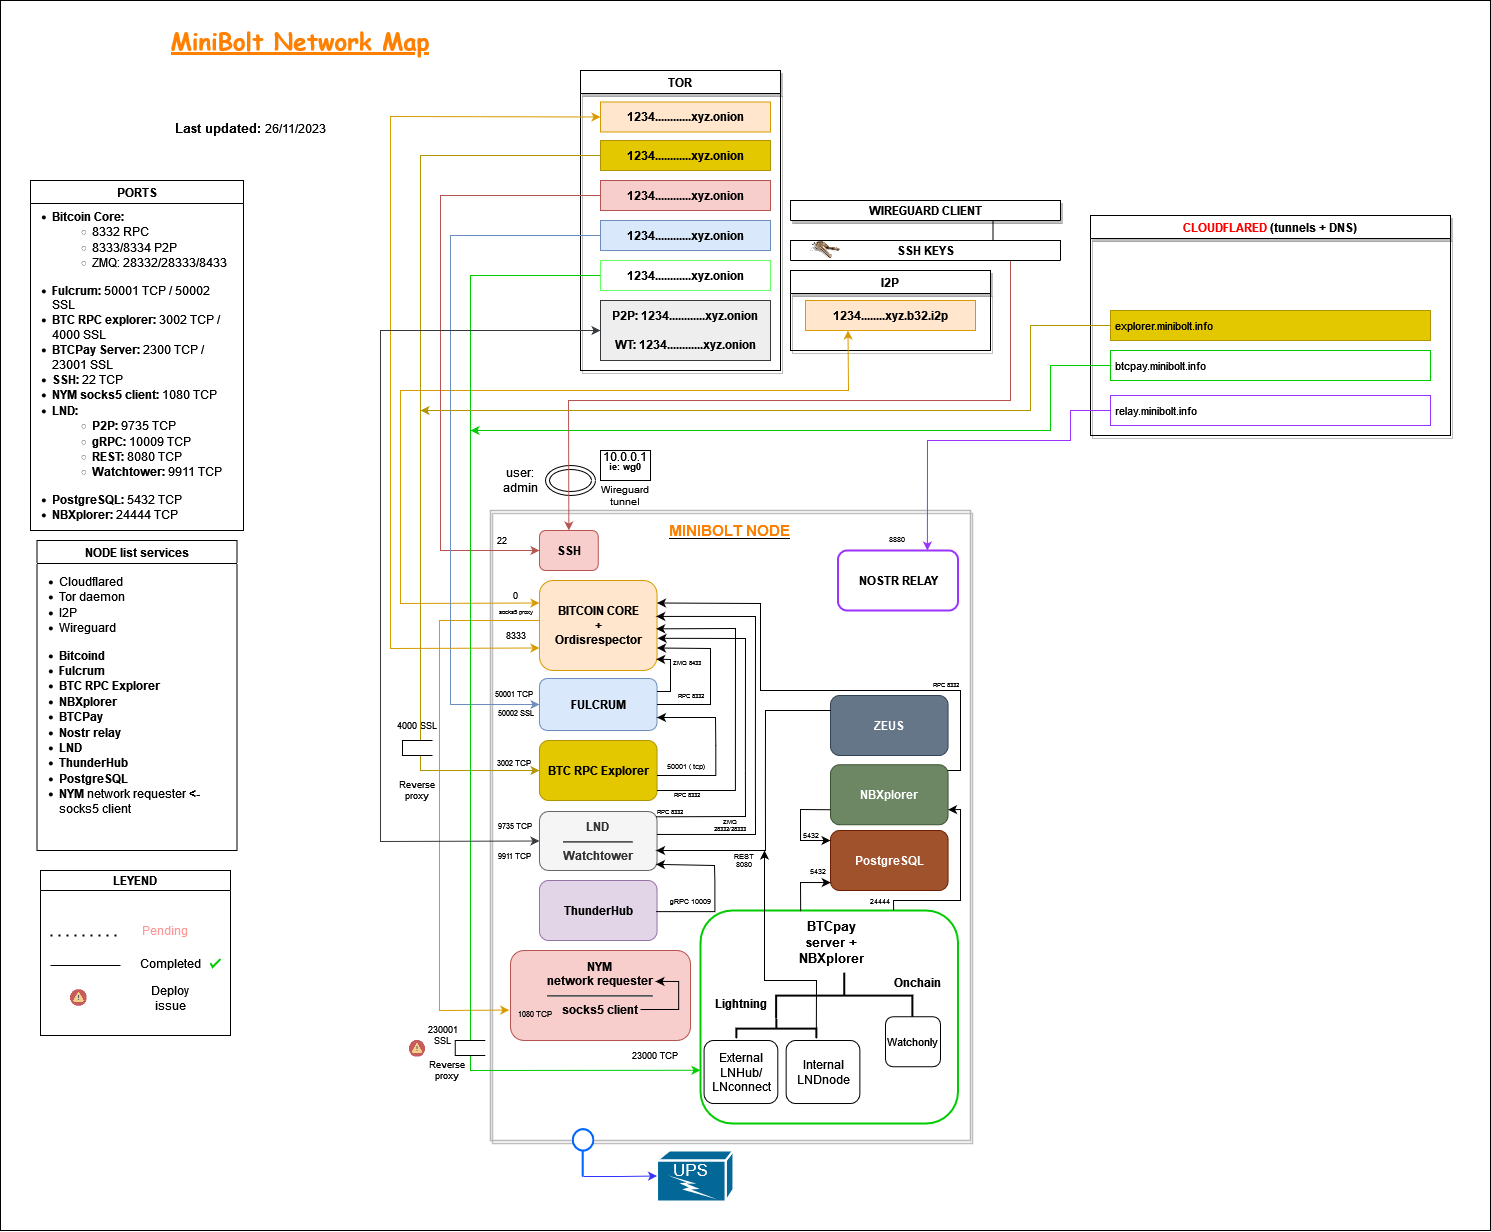 MiniBolt Network Map
Last updated: 26/11/2023
PORTS
Bitcoin Core:
8332 RPC
8333/8334 P2P
ZMQ: 28332/28333/8433
Fulcrum: 50001 TCP / 50002
SSL
BTC RPC explorer: 3002 TCP /
4000 SSL
BTCPay Server: 2300 TCP /
23001 SSL
SSH: 22 TCP
NYM socks5 client: 1080 TCP
LND:
P2P: 9735 TCP
gRPC: 10009 TCP
REST: 8080 TCP
Watchtower: 9911 TCP
PostgreSQL: 5432 TCP
NBXplorer: 24444 TCP
NODE list services
Cloudflared
Tor daemon
I2P
Wireguard
Bitcoind
Fulcrum
BTC RPC Explorer
NBXplorer
BTCPay
Nostr relay
LND
ThunderHub
PostgreSQL
NYM network requester <-
socks5 client
LEYEND
Pending
Completed
Deploy
issue
TOR
1234............xyz.onion
1234............xyz.onion
1234............xyz.onion
1234............xyz.onion
1234............xyz.onion
P2P: 1234............xyz.onion
WT: 1234............xyz.onion
WIREGUARD CLIENT
SSH KEYS
I2P
1234........xyz.b32.i2p
CLOUDFLARED (tunnels + DNS)
explorer.minibolt.info
btcpay.minibolt.info
relay.minibolt.info
user:
admin
10.0.0.1
ie: wg0
Wireguard
tunnel
MINIBOLT NODE
22
SSH
8880
NOSTR RELAY
0
socks5 proxy
8333
BITCOIN CORE
+
Ordisrespector
ZMQ 8433
RPC 8332
RPC 8332
50001 TCP
50002 SSL
FULCRUM
ZEUS
4000 SSL
Reverse
proxy
3002 TCP
BTC RPC Explorer
50001 ( tcp)
RPC 8332
NBXplorer
RPC 8332
ZMQ
28332/28333
9735 TCP
9911 TCP
LND
Watchtower
REST
8080
5432
PostgreSQL
5432
ThunderHub
gRPC 10009
24444
BTCpay
server +
NBXplorer
NYM
network requester
1080 TCP
socks5 client
Lightning
Onchain
230001
SSL
Reverse
proxy
23000 TCP
External
LNHub/
LNconnect
Internal
LNDnode
Watchonly
UPS